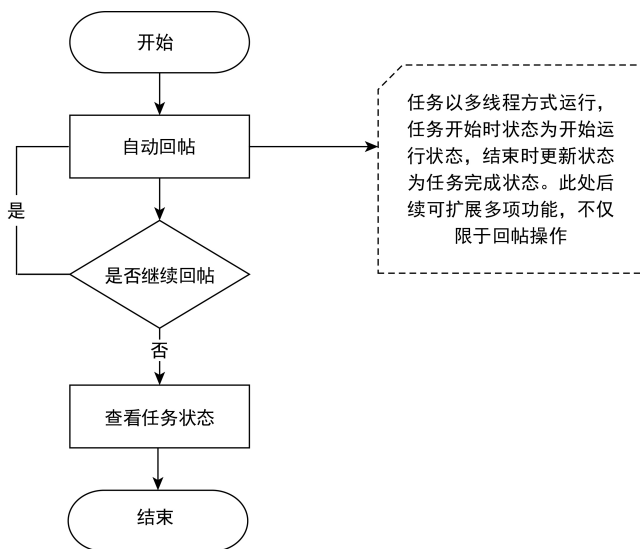 开始
自动回帖
任务以多线程方式运行，
任务开始时状态为开始运
行状态，结束时更新状态
为任务完成状态。此处后
续可扩展多项功能，不仅
限于回帖操作
是
是否继续回帖
否
查看任务状态
结束